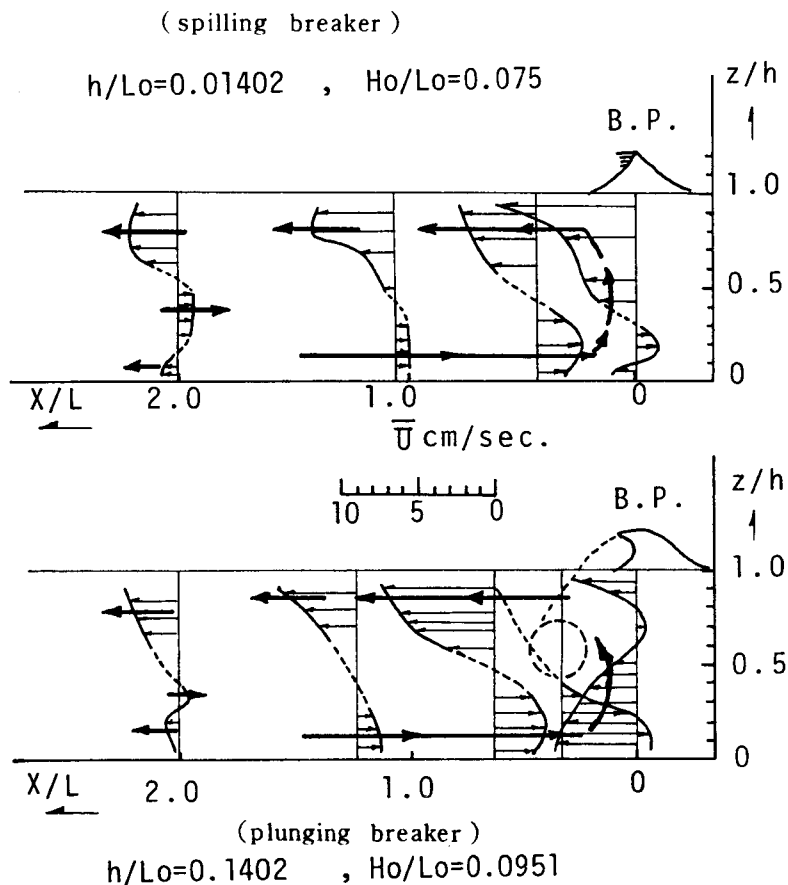 (spilling breaker)
h/Lo=0.01402 , Ho/Lo=0.075
z/h
B.P.
1.0
0.5
0
X/L 2.0 1.0 0
U̅ cm/sec.
10 5 0
z/h
B.P.
1.0
0.5
0
X/L 2.0 1.0 0
(plunging breaker)
h/Lo=0.1402 , Ho/Lo=0.0951